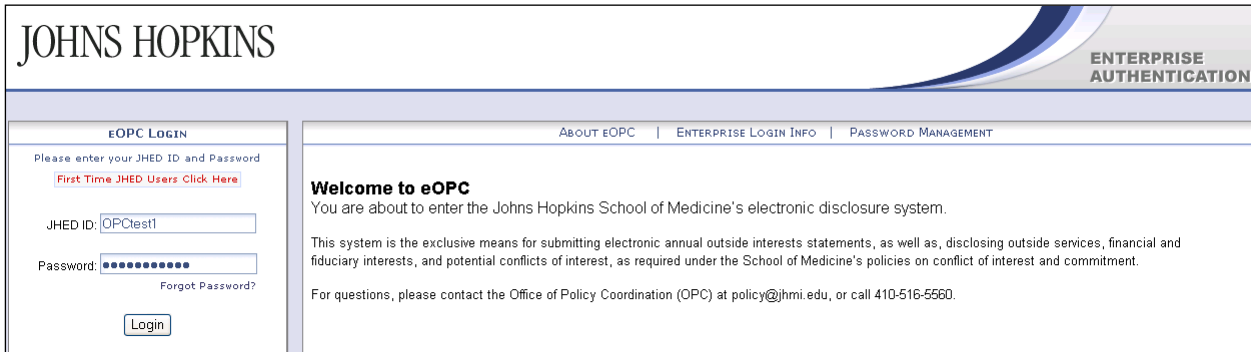 JOHNS HOPKINS
ENTERPRISE
AUTHENTICATION
EOPC LOGIN
Please enter your JHED ID and Password
First Time JHED Users Click Here
JHED ID: OPCtest1
Password: ●●●●●●●●●●●
Forgot Password?
Login
ABOUT EOPC | ENTERPRISE LOGIN INFO | PASSWORD MANAGEMENT
Welcome to eOPC
You are about to enter the Johns Hopkins School of Medicine's electronic disclosure system.
This system is the exclusive means for submitting electronic annual outside interests statements, as well as, disclosing outside services, financial and
fiduciary interests, and potential conflicts of interest, as required under the School of Medicine's policies on conflict of interest and commitment.
For questions, please contact the Office of Policy Coordination (OPC) at policy@jhmi.edu, or call 410-516-5560.